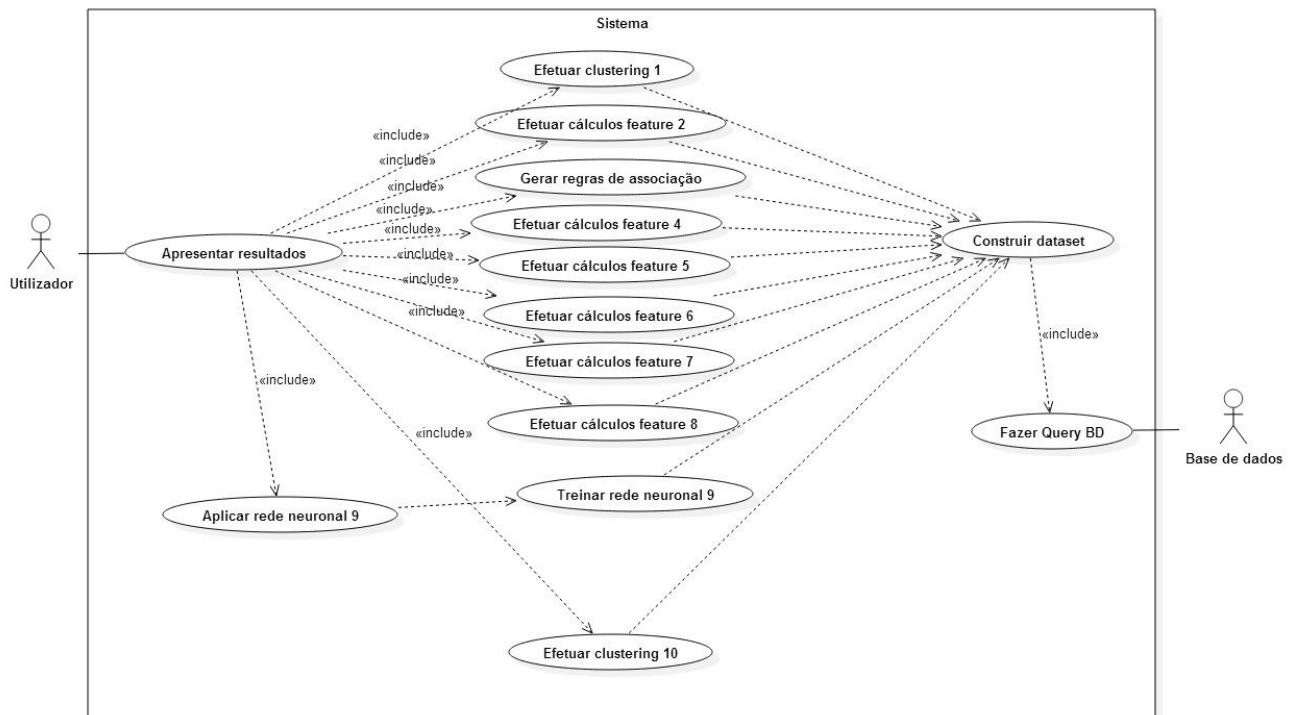 Sistema
Efetuar clustering 1
Efetuar cálculos feature 2
«include»
«include»
Gerar regras de associação
«include»
«include»
Efetuar cálculos feature 4
«include»
Utilizador
Apresentar resultados
Construir dataset
«include»
Efetuar cálculos feature 5
«include»
Efetuar cálculos feature 6
«include»
«include»
Efetuar cálculos feature 7
«include»
Efetuar cálculos feature 8
«include»
Fazer Query BD
Base de dados
Treinar rede neuronal 9
Aplicar rede neuronal 9
Efetuar clustering 10